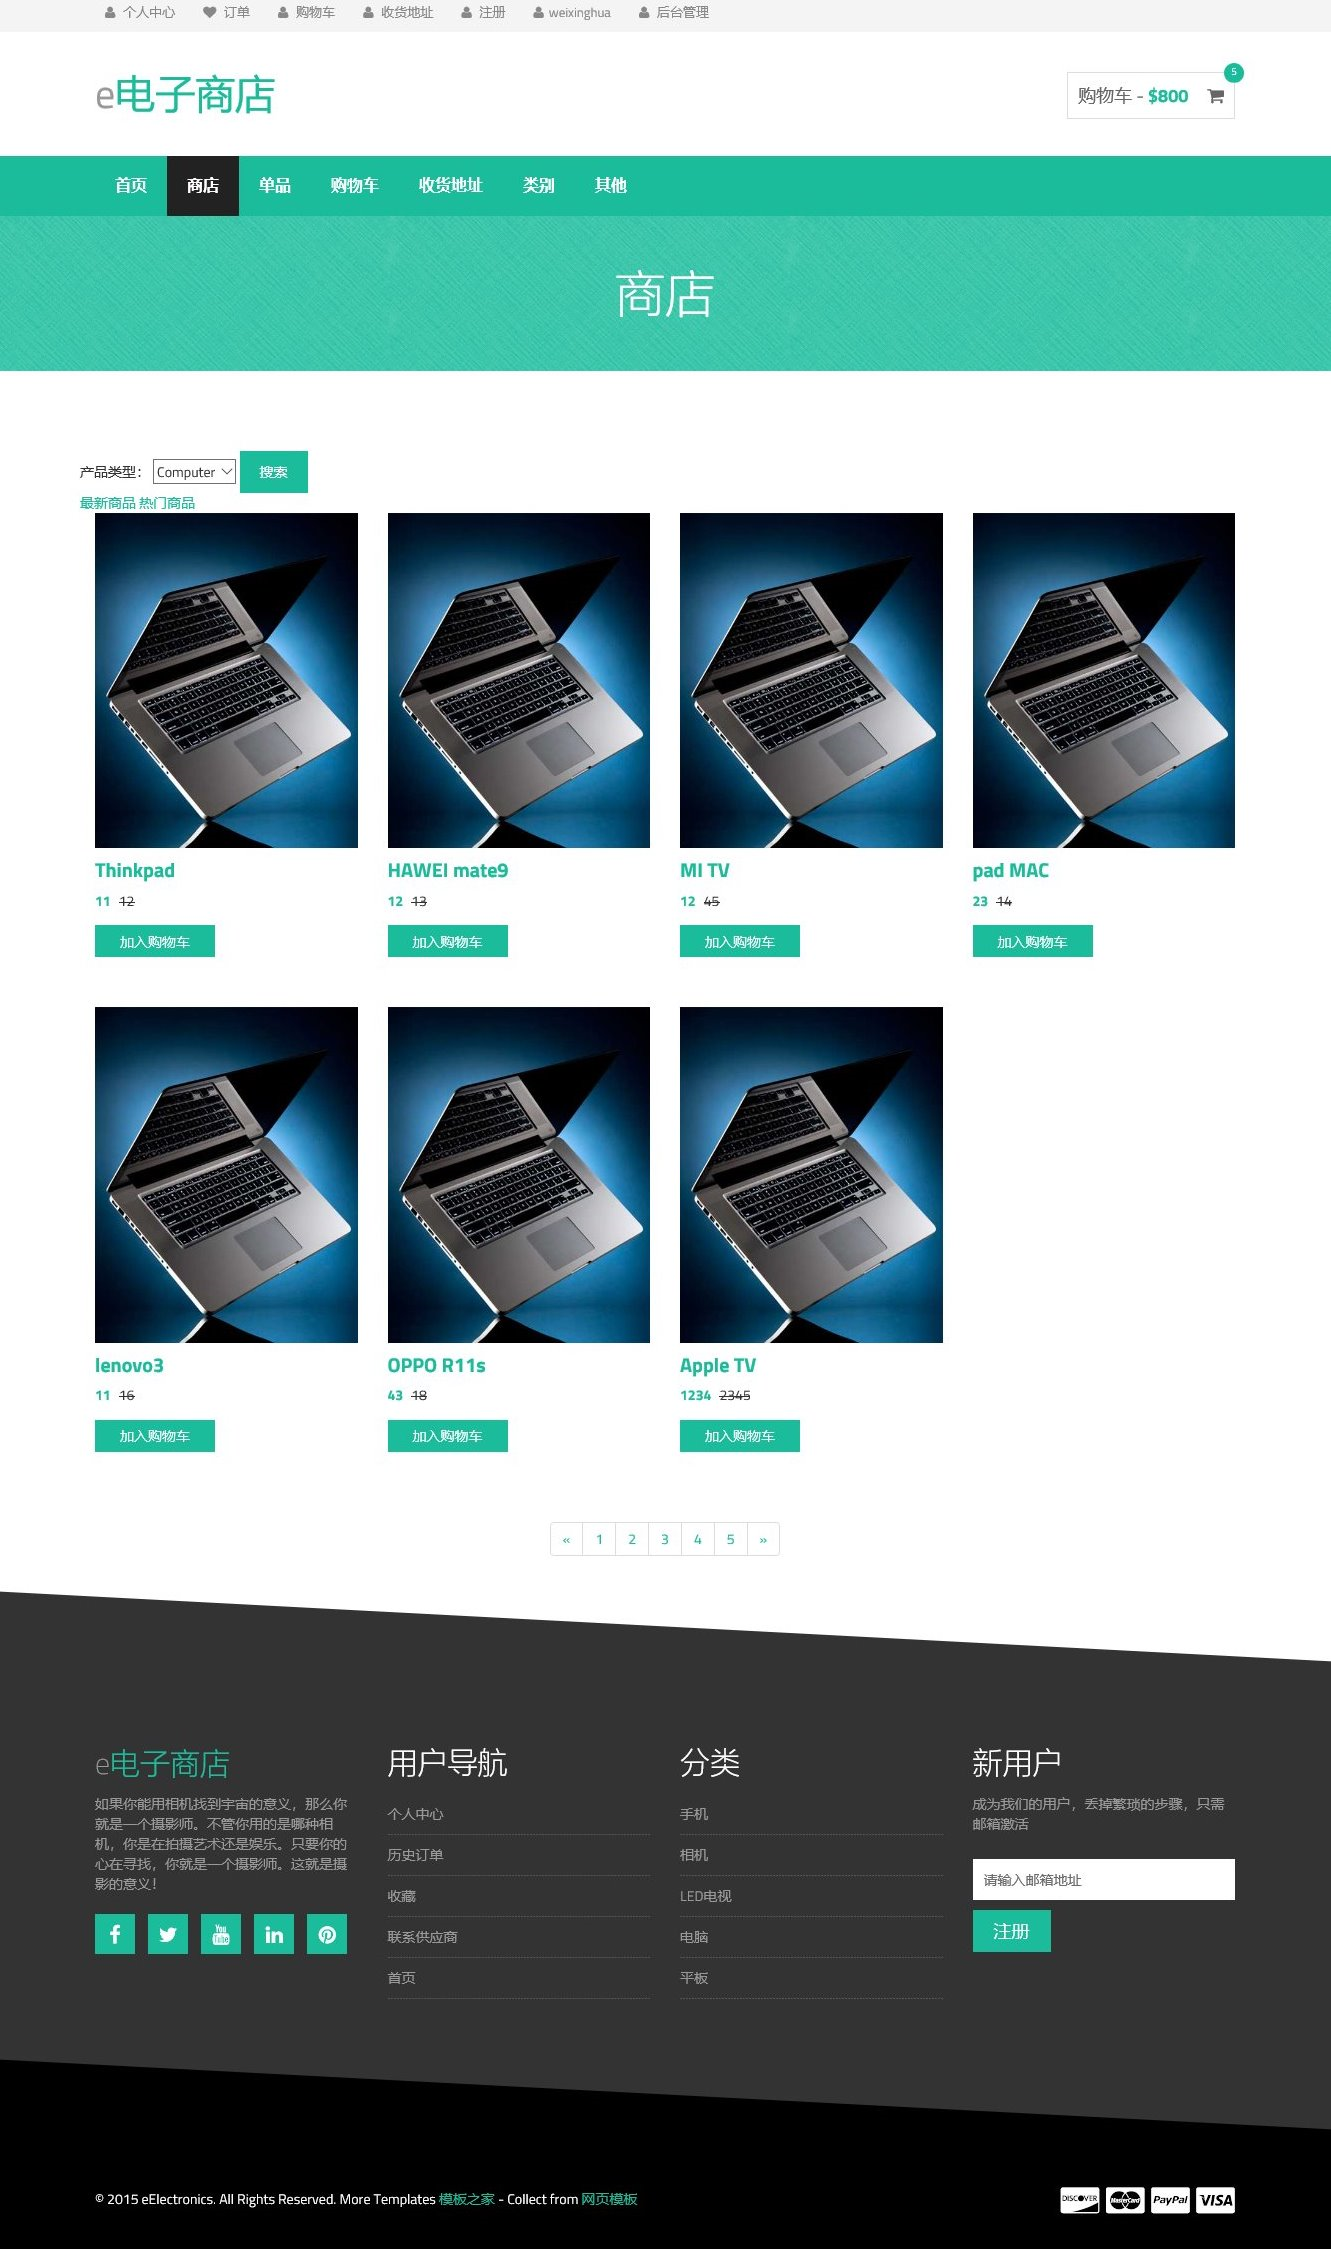 个人中心 订单 购物车 收货地址 注册 weixinghua 后台管理
5
e电子商店
购物车 - $800
首页 商店 单品 购物车 收货地址 类别 其他
商店
产品类型： Computer 搜索
最新商品 热门商品
Thinkpad HAWEI mate9 MI TV pad MAC
11 12 12 13 12 45 23 14
加入购物车 加入购物车 加入购物车 加入购物车
lenovo3 OPPO R11s Apple TV
11 16 43 18 1234 2345
加入购物车 加入购物车 加入购物车
« 1 2 3 4 5 »
e电子商店
如果你能用相机找到宇宙的意义，那么你
就是一个摄影师。不管你用的是哪种相
机，你是在拍摄艺术还是娱乐。只要你的
心在寻找，你就是一个摄影师。这就是摄
影的意义！
You
Tube
用户导航
个人中心
历史订单
收藏
联系供应商
首页
分类
手机
相机
LED电视
电脑
平板
新用户
成为我们的用户，丢掉繁琐的步骤，只需
邮箱激活
请输入邮箱地址
注册
© 2015 eElectronics. All Rights Reserved. More Templates 模板之家 - Collect from 网页模板
DISCOVER MasterCard PayPal VISA